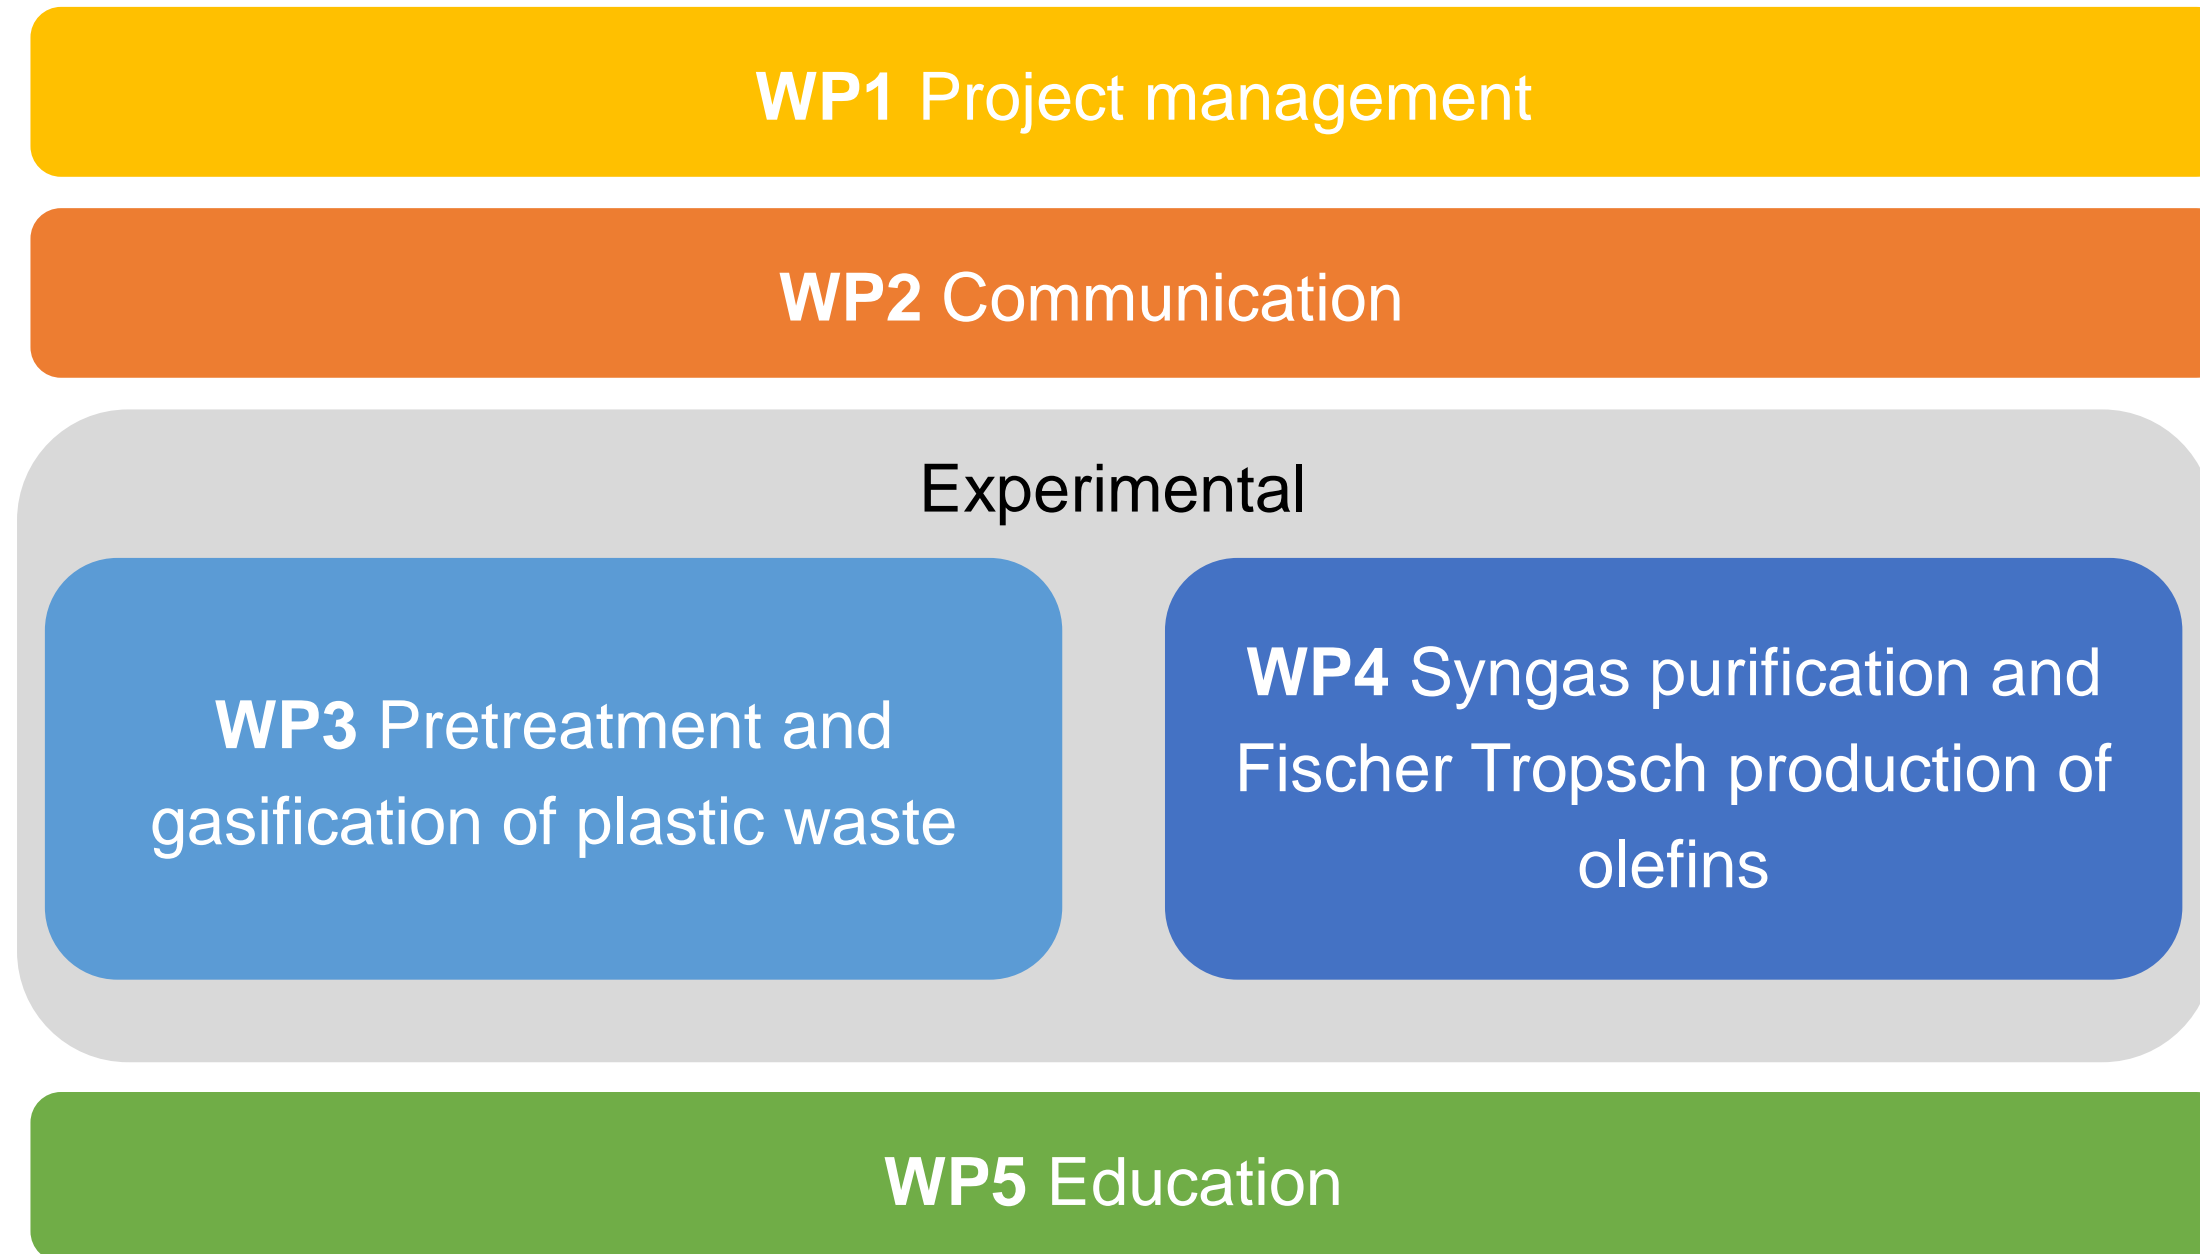 WP1 Project management
WP2 Communication
Experimental
WP3 Pretreatment and
gasification of plastic waste
WP4 Syngas purification and
Fischer Tropsch production of
olefins
WP5 Education